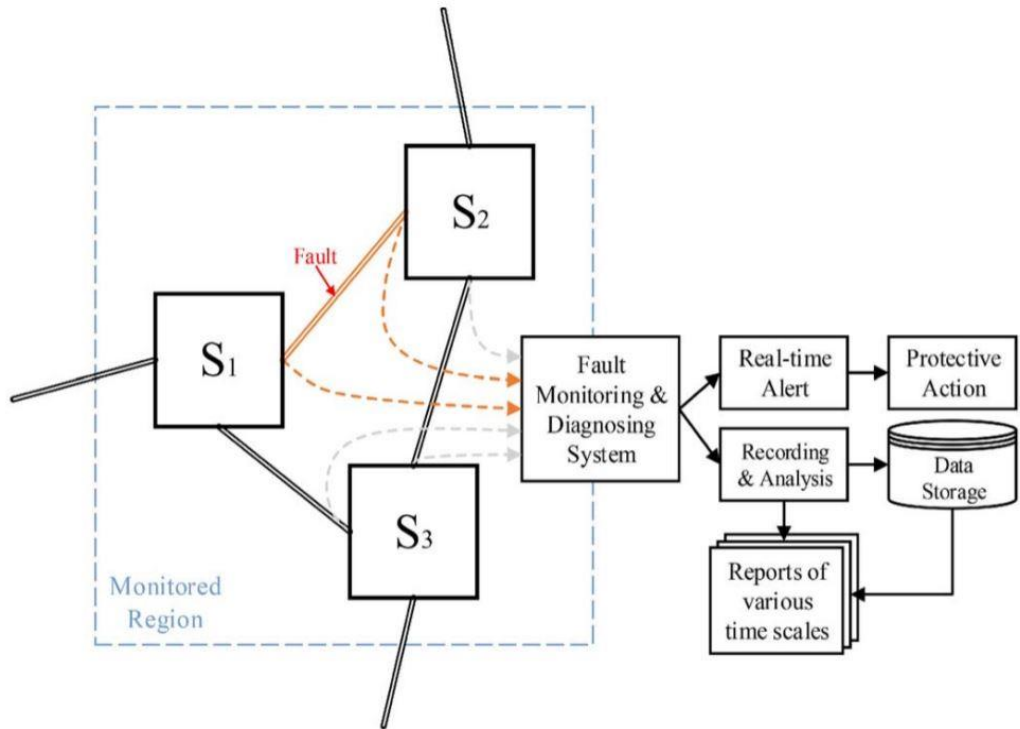 S2
Fault
S1
Fault
Monitoring &
Diagnosing
System
Real-time
Alert
Protective
Action
Recording
& Analysis
Data
Storage
S3
Reports of
various
time scales
Monitored
Region